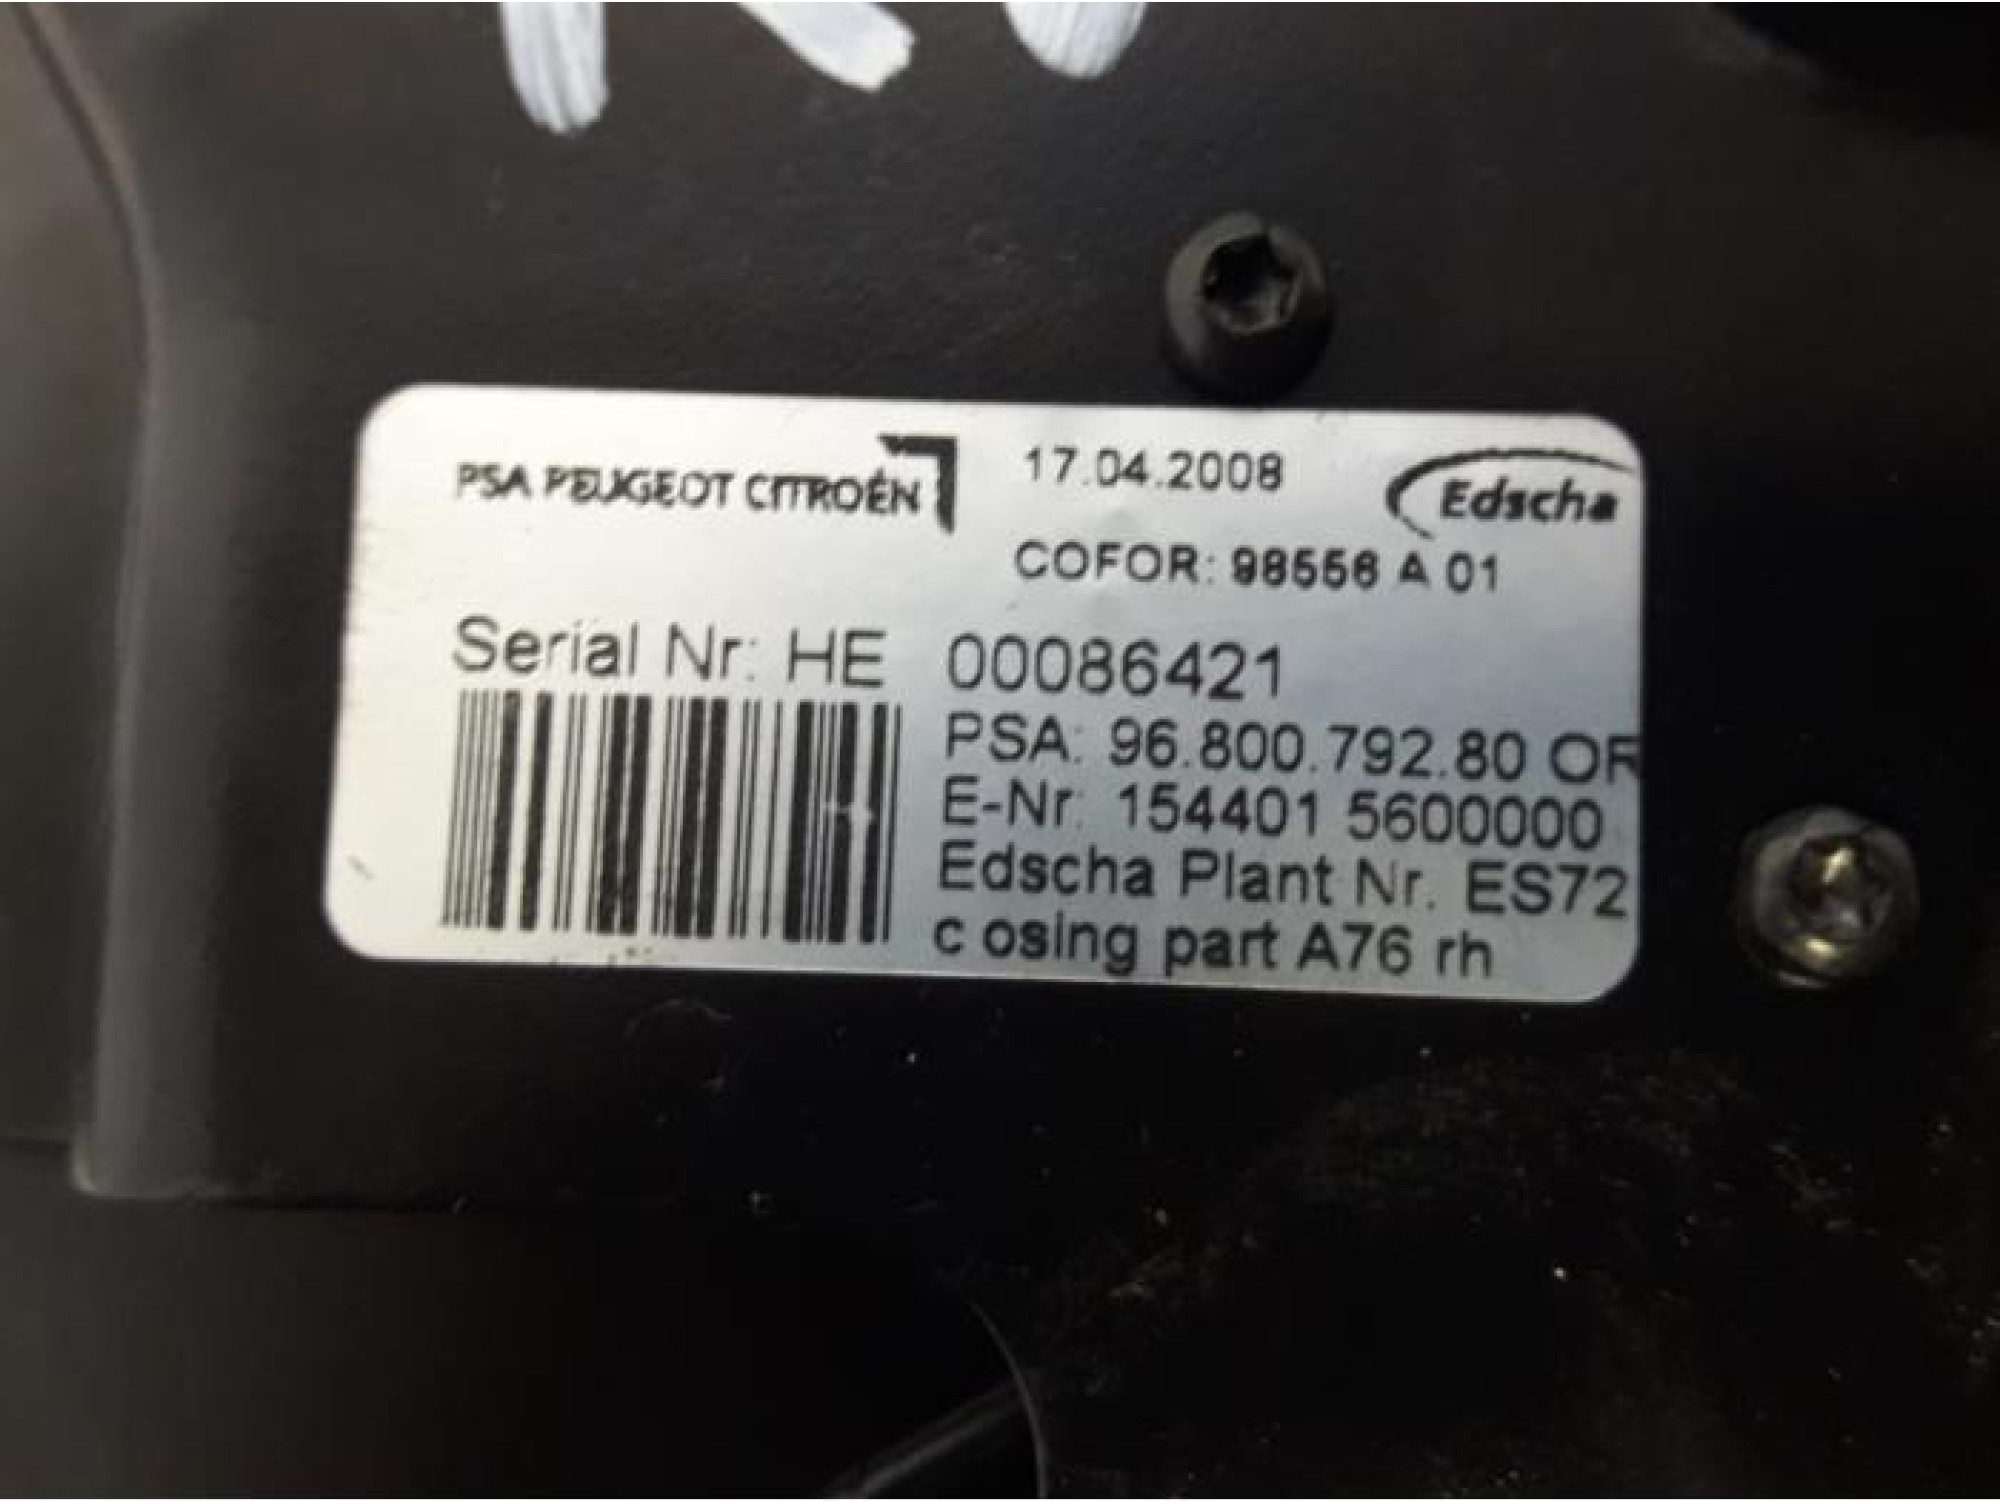 PSA PEUGEOT CITROËN
17.04.2008
Edscha
COFOR: 98556 A 01
Serial Nr: HE 00086421
PSA: 96.800.792.80 OR
E-Nr: 154401 5600000
Edscha Plant Nr. ES72
c osing part A76 rh